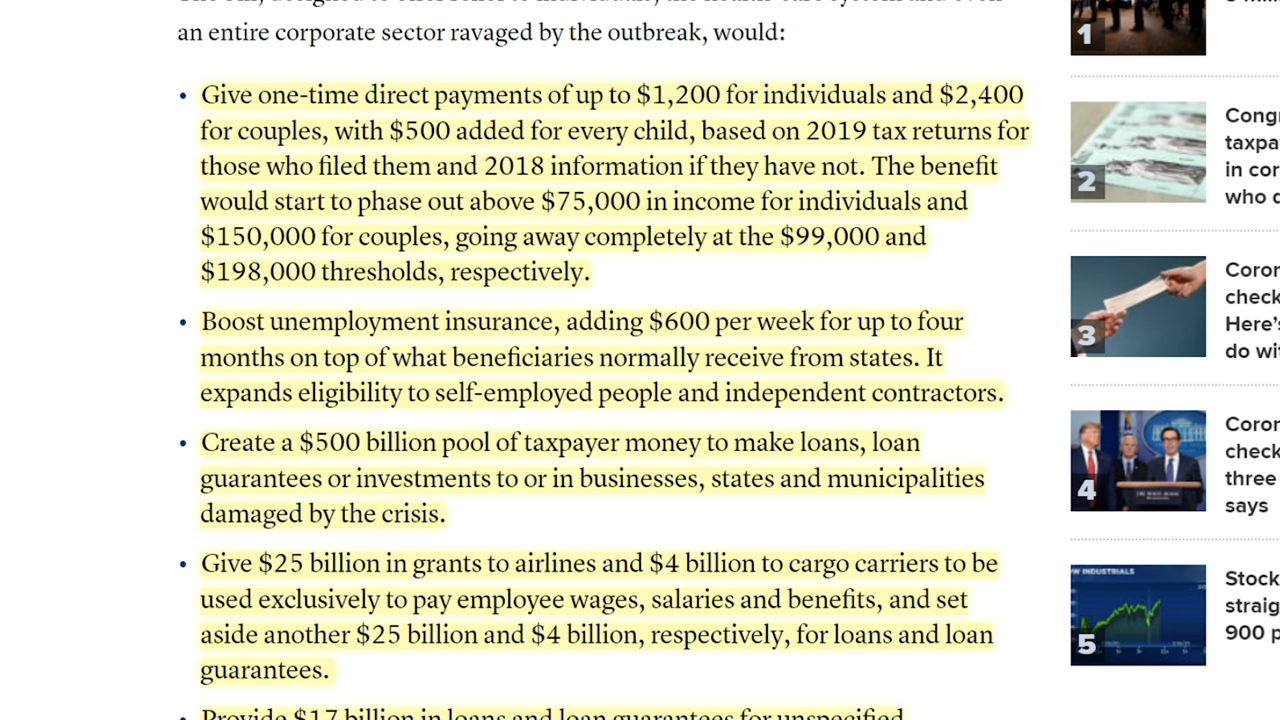 an entire corporate sector ravaged by the outbreak, would:
• Give one-time direct payments of up to $1,200 for individuals and $2,400
for couples, with $500 added for every child, based on 2019 tax returns for
those who filed them and 2018 information if they have not. The benefit
would start to phase out above $75,000 in income for individuals and
$150,000 for couples, going away completely at the $99,000 and
$198,000 thresholds, respectively.
• Boost unemployment insurance, adding $600 per week for up to four
months on top of what beneficiaries normally receive from states. It
expands eligibility to self-employed people and independent contractors.
• Create a $500 billion pool of taxpayer money to make loans, loan
guarantees or investments to or in businesses, states and municipalities
damaged by the crisis.
• Give $25 billion in grants to airlines and $4 billion to cargo carriers to be
used exclusively to pay employee wages, salaries and benefits, and set
aside another $25 billion and $4 billion, respectively, for loans and loan
guarantees.
• Provide $17 billion in loans and loan guarantees for unspecified
1
2
Cong
taxpa
in cor
who
3
Coror
check
Here's
do wi
4
Coror
check
three
says
W INDUSTRIALS
5
Stock
straig
900 p